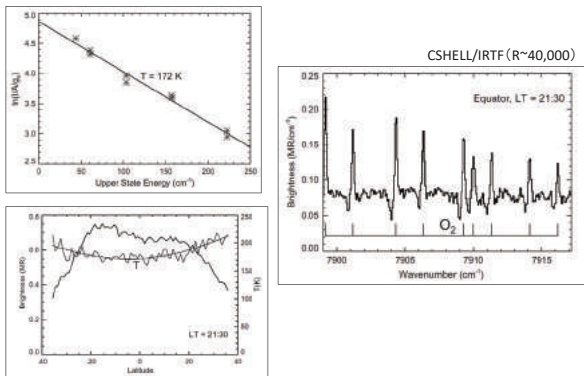 CSHELL/IRTF(R~40,000)
5.0
4.5
4.0
3.5
3.0
2.5
ln(I/A/g₀)
T = 172 K
0 50 100 150 200 250
Upper State Energy (cm⁻¹)
0.25
0.20
0.15
0.10
0.05
0.00
Brightness (MR/cm⁻¹)
Equator, LT = 21:30
O₂
7900 7905 7910 7915
Wavenumber (cm⁻¹)
0.8
0.6
0.4
0.2
0.0
Brightness (MR)
T
LT = 21:30
250
200
150
100
50
0
T(K)
40 20 0 20 40
Latitude